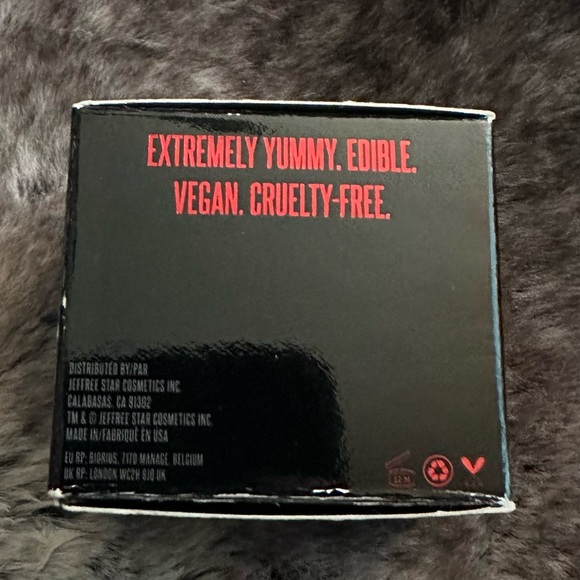 EXTREMELY YUMMY. EDIBLE.
VEGAN. CRUELTY-FREE.
DISTRIBUTED BY/PAR
JEFFREE STAR COSMETICS INC.
CALABASAS, CA 91302
TM & © JEFFREE STAR COSMETICS INC.
MADE IN/FABRIQUÉ EN USA
EU RP: BIORIUS, 7170 MANAGE, BELGIUM
UK RP: LONDON WC2H 9JQ UK
12 M